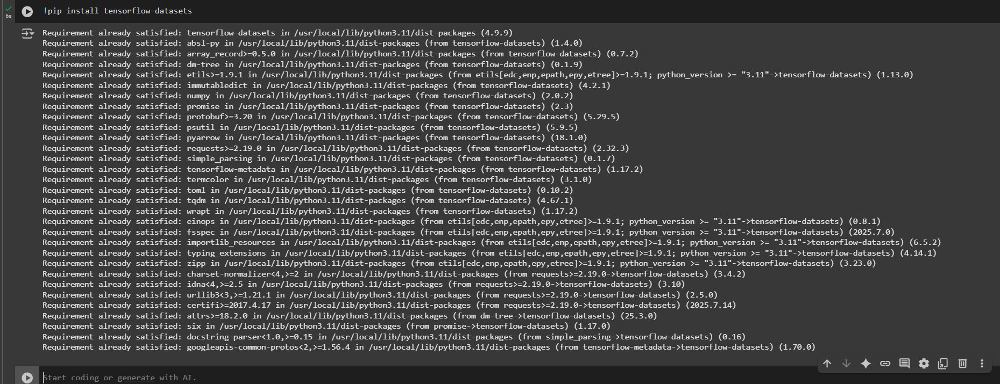 6s
!pip install tensorflow-datasets
Requirement already satisfied: tensorflow-datasets in /usr/local/lib/python3.11/dist-packages (4.9.9)
Requirement already satisfied: absl-py in /usr/local/lib/python3.11/dist-packages (from tensorflow-datasets) (1.4.0)
Requirement already satisfied: array_record>=0.5.0 in /usr/local/lib/python3.11/dist-packages (from tensorflow-datasets) (0.7.2)
Requirement already satisfied: dm-tree in /usr/local/lib/python3.11/dist-packages (from tensorflow-datasets) (0.1.9)
Requirement already satisfied: etils>=1.9.1 in /usr/local/lib/python3.11/dist-packages (from etils[edc,enp,epath,epy,etree]>=1.9.1; python_version >= "3.11"->tensorflow-datasets) (1.13.0)
Requirement already satisfied: immutabledict in /usr/local/lib/python3.11/dist-packages (from tensorflow-datasets) (4.2.1)
Requirement already satisfied: numpy in /usr/local/lib/python3.11/dist-packages (from tensorflow-datasets) (2.0.2)
Requirement already satisfied: promise in /usr/local/lib/python3.11/dist-packages (from tensorflow-datasets) (2.3)
Requirement already satisfied: protobuf>=3.20 in /usr/local/lib/python3.11/dist-packages (from tensorflow-datasets) (5.29.5)
Requirement already satisfied: psutil in /usr/local/lib/python3.11/dist-packages (from tensorflow-datasets) (5.9.5)
Requirement already satisfied: pyarrow in /usr/local/lib/python3.11/dist-packages (from tensorflow-datasets) (18.1.0)
Requirement already satisfied: requests>=2.19.0 in /usr/local/lib/python3.11/dist-packages (from tensorflow-datasets) (2.32.3)
Requirement already satisfied: simple_parsing in /usr/local/lib/python3.11/dist-packages (from tensorflow-datasets) (0.1.7)
Requirement already satisfied: tensorflow-metadata in /usr/local/lib/python3.11/dist-packages (from tensorflow-datasets) (1.17.2)
Requirement already satisfied: termcolor in /usr/local/lib/python3.11/dist-packages (from tensorflow-datasets) (3.1.0)
Requirement already satisfied: toml in /usr/local/lib/python3.11/dist-packages (from tensorflow-datasets) (0.10.2)
Requirement already satisfied: tqdm in /usr/local/lib/python3.11/dist-packages (from tensorflow-datasets) (4.67.1)
Requirement already satisfied: wrapt in /usr/local/lib/python3.11/dist-packages (from tensorflow-datasets) (1.17.2)
Requirement already satisfied: einops in /usr/local/lib/python3.11/dist-packages (from etils[edc,enp,epath,epy,etree]>=1.9.1; python_version >= "3.11"->tensorflow-datasets) (0.8.1)
Requirement already satisfied: fsspec in /usr/local/lib/python3.11/dist-packages (from etils[edc,enp,epath,epy,etree]>=1.9.1; python_version >= "3.11"->tensorflow-datasets) (2025.7.0)
Requirement already satisfied: importlib_resources in /usr/local/lib/python3.11/dist-packages (from etils[edc,enp,epath,epy,etree]>=1.9.1; python_version >= "3.11"->tensorflow-datasets) (6.5.2)
Requirement already satisfied: typing_extensions in /usr/local/lib/python3.11/dist-packages (from etils[edc,enp,epath,epy,etree]>=1.9.1; python_version >= "3.11"->tensorflow-datasets) (4.14.1)
Requirement already satisfied: zipp in /usr/local/lib/python3.11/dist-packages (from etils[edc,enp,epath,epy,etree]>=1.9.1; python_version >= "3.11"->tensorflow-datasets) (3.23.0)
Requirement already satisfied: charset-normalizer<4,>=2 in /usr/local/lib/python3.11/dist-packages (from requests>=2.19.0->tensorflow-datasets) (3.4.2)
Requirement already satisfied: idna<4,>=2.5 in /usr/local/lib/python3.11/dist-packages (from requests>=2.19.0->tensorflow-datasets) (3.10)
Requirement already satisfied: urllib3<3,>=1.21.1 in /usr/local/lib/python3.11/dist-packages (from requests>=2.19.0->tensorflow-datasets) (2.5.0)
Requirement already satisfied: certifi>=2017.4.17 in /usr/local/lib/python3.11/dist-packages (from requests>=2.19.0->tensorflow-datasets) (2025.7.14)
Requirement already satisfied: attrs>=18.2.0 in /usr/local/lib/python3.11/dist-packages (from dm-tree->tensorflow-datasets) (25.3.0)
Requirement already satisfied: six in /usr/local/lib/python3.11/dist-packages (from promise->tensorflow-datasets) (1.17.0)
Requirement already satisfied: docstring-parser<1.0,>=0.15 in /usr/local/lib/python3.11/dist-packages (from simple_parsing->tensorflow-datasets) (0.16)
Requirement already satisfied: googleapis-common-protos<2,>=1.56.4 in /usr/local/lib/python3.11/dist-packages (from tensorflow-metadata->tensorflow-datasets) (1.70.0)
Start coding or generate with AI.